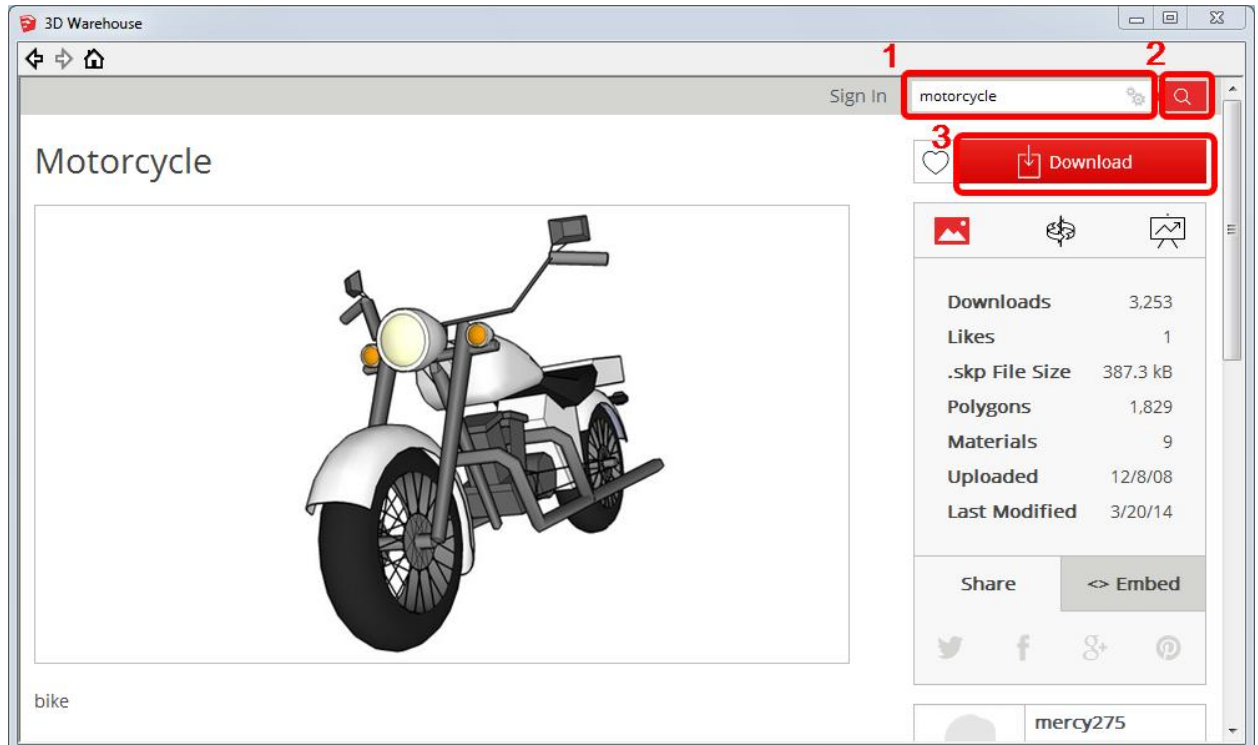 3D Warehouse
1
2
Sign In
motorcycle
3
Motorcycle
Download
Downloads 3,253
Likes 1
.skp File Size 387.3 kB
Polygons 1,829
Materials 9
Uploaded 12/8/08
Last Modified 3/20/14
Share
<> Embed
bike
mercy275